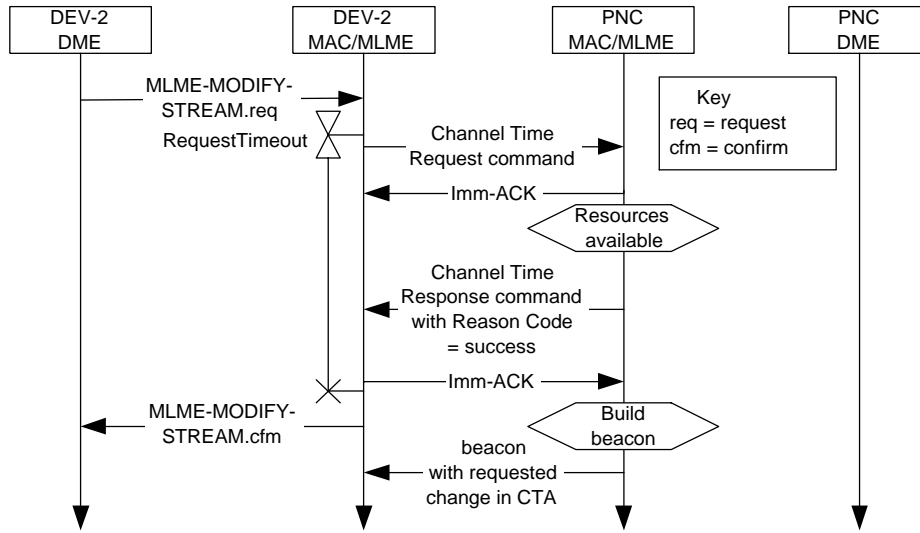 DEV-2
DME
DEV-2
MAC/MLME
PNC
MAC/MLME
PNC
DME
MLME-MODIFY-
STREAM.req
RequestTimeout
Channel Time
Request command
Key
req = request
cfm = confirm
Imm-ACK
Resources
available
Channel Time
Response command
with Reason Code
= success
Imm-ACK
MLME-MODIFY-
STREAM.cfm
Build
beacon
beacon
with requested
change in CTA